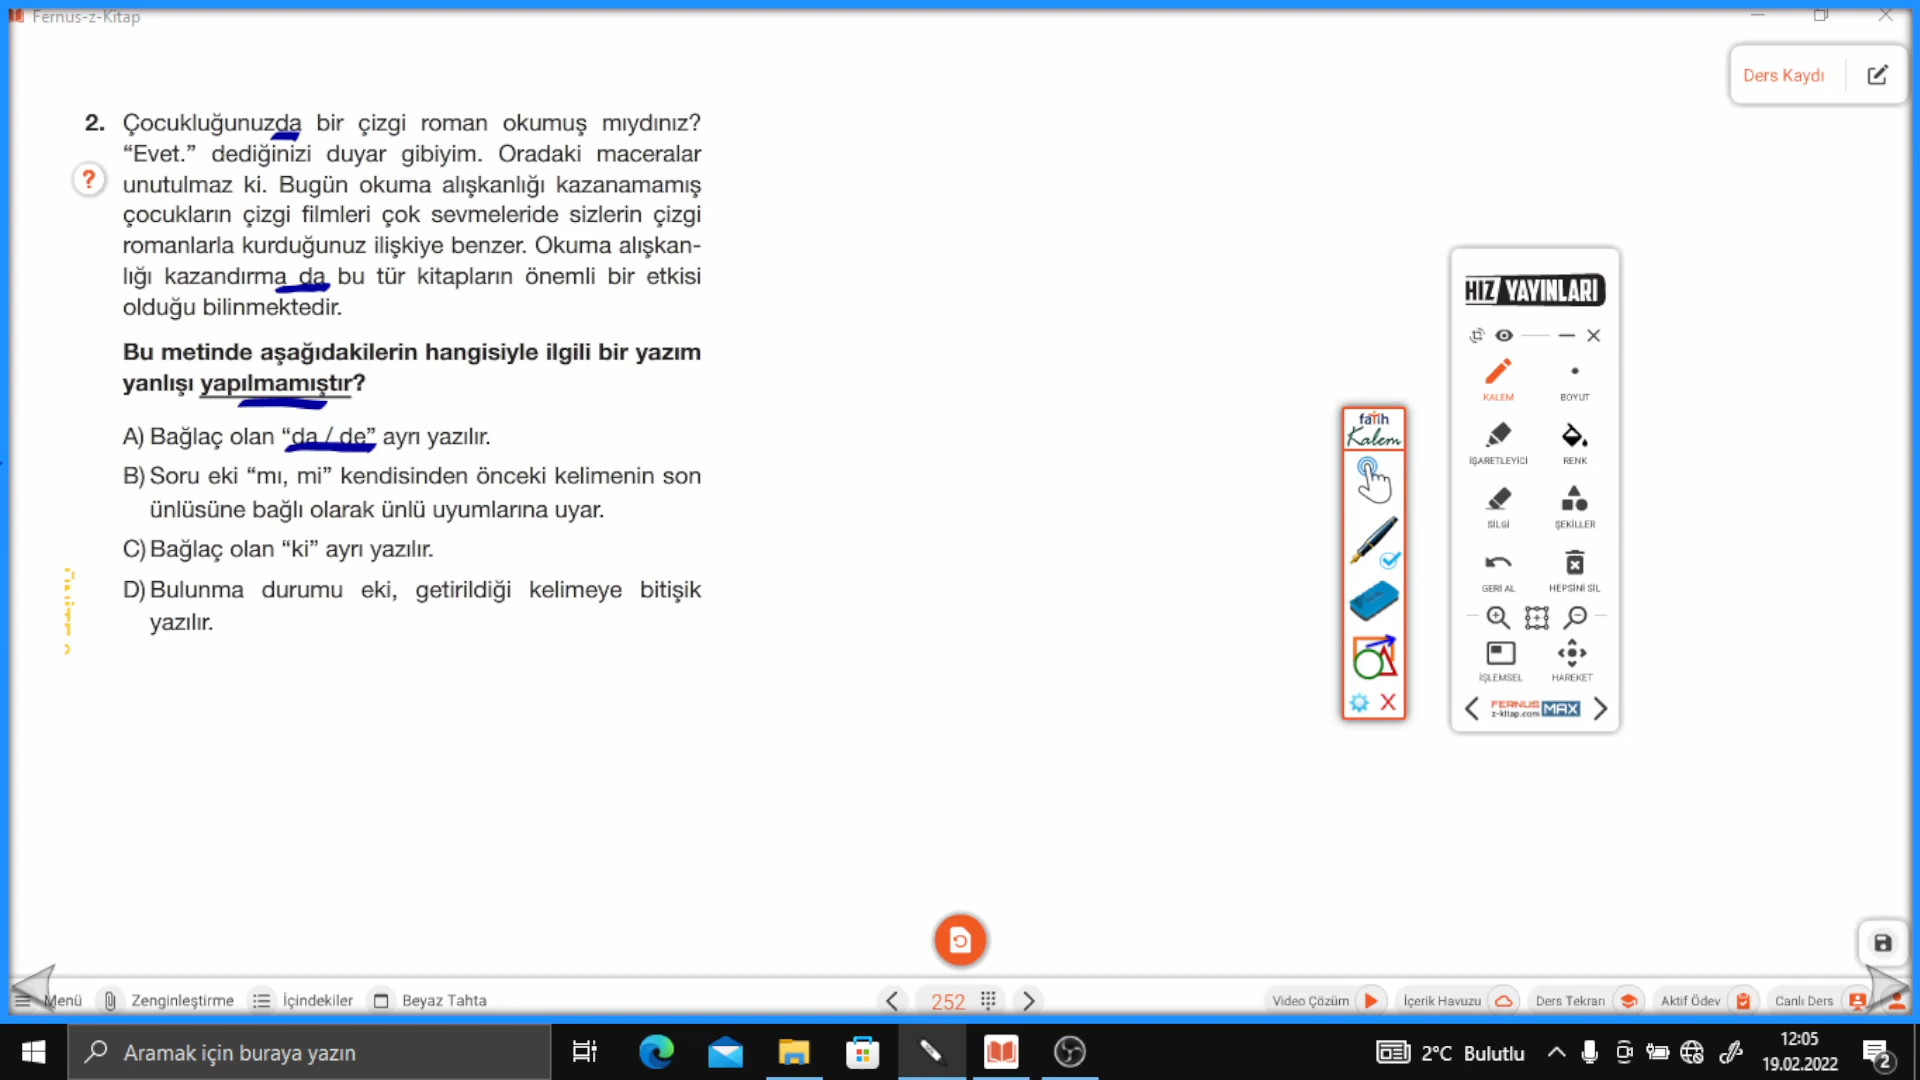 Fernus-z-Kitap
Ders Kaydı
2. Çocukluğunuzda bir çizgi roman okumuş mıydınız?
“Evet.” dediğinizi duyar gibiyim. Oradaki maceralar
unutulmaz ki. Bugün okuma alışkanlığı kazanamamış
çocukların çizgi filmleri çok sevmeleride sizlerin çizgi
romanlarla kurduğunuz ilişkiye benzer. Okuma alışkan-
lığı kazandırma da bu tür kitapların önemli bir etkisi
olduğu bilinmektedir.
?
Bu metinde aşağıdakilerin hangisiyle ilgili bir yazım
yanlışı yapılmamıştır?
A) Bağlaç olan “da / de” ayrı yazılır.
B) Soru eki “mı, mi” kendisinden önceki kelimenin son
ünlüsüne bağlı olarak ünlü uyumlarına uyar.
C) Bağlaç olan “ki” ayrı yazılır.
D) Bulunma durumu eki, getirildiği kelimeye bitişik
yazılır.
fatih
Kalem
HIZ YAYINLARI
KALEM BOYUT
İŞARETLEYİCİ RENK
SİLGİ ŞEKİLLER
GERİ AL HEPSİNİ SİL
İŞLEMSEL HAREKET
FERNUS
z-kitap.com MAX
Menü Zenginleştirme İçindekiler Beyaz Tahta 252 Video Çözüm İçerik Havuzu Ders Tekrarı Aktif Ödev Canlı Ders
Aramak için buraya yazın
2°C Bulutlu
12:05
19.02.2022
2